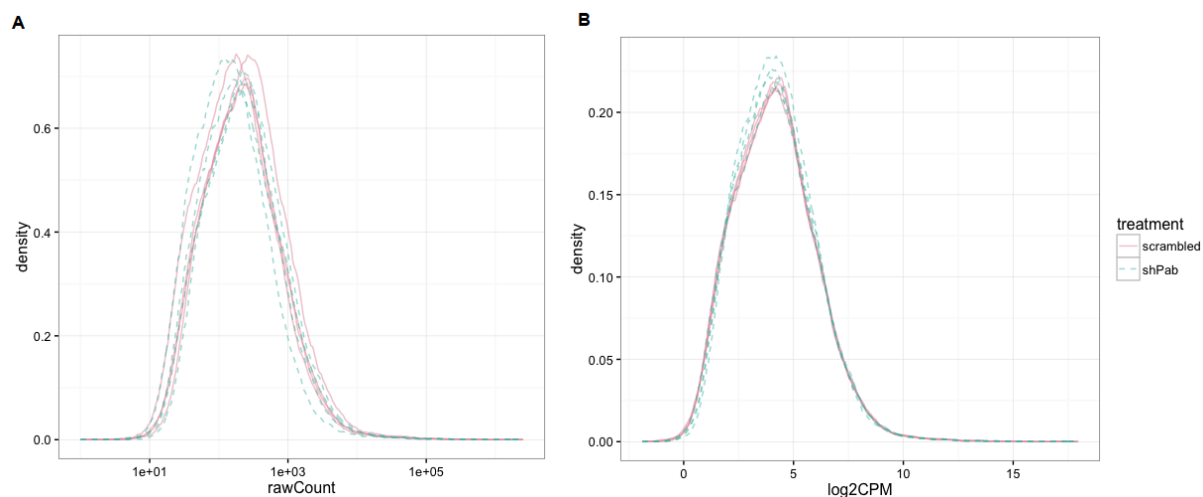 A
density
0.6
0.4
0.2
0.0
1e+01
1e+03
1e+05
rawCount
B
density
0.20
0.15
0.10
0.05
0.00
0
5
10
15
log2CPM
treatment
scrambled
shPab